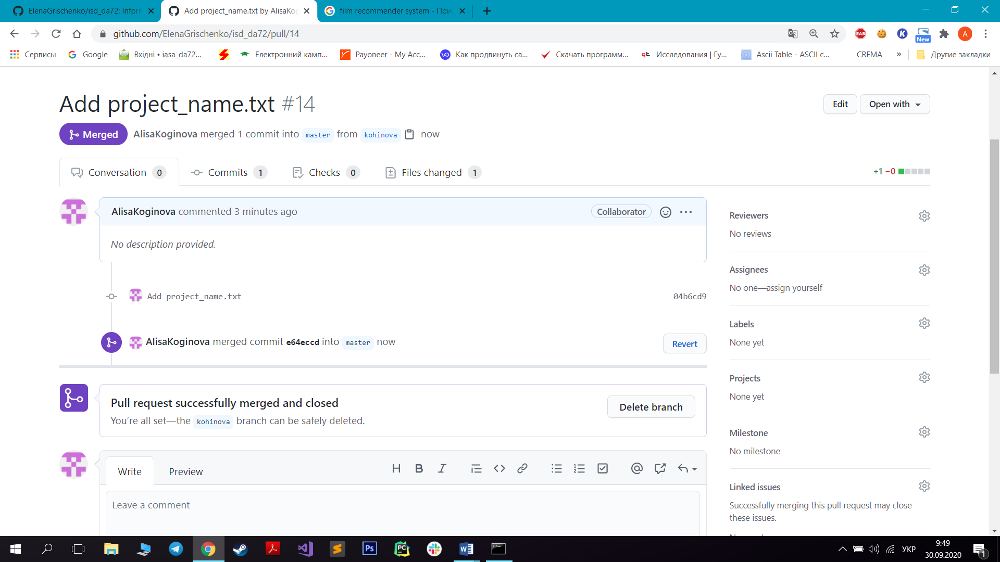 ElenaGrischenko/isd_da72: Inforn
Add project_name.txt by AlisaKog
film recommender system - Поис
github.com/ElenaGrischenko/isd_da72/pull/14
EAB
K
New
A
Сервисы
Google
Вхідні • iasa_da72...
Електронний камп...
Payoneer - My Acc...
Как продвинуть са...
Скачать программ...
Исследования | Гу...
Ascii Table - ASCII c...
CREMA
»
Другие закладки
Add project_name.txt #14
Edit
Open with
Merged
AlisaKoginova merged 1 commit into master from kohinova now
Conversation 0
Commits 1
Checks 0
Files changed 1
+1 −0
AlisaKoginova commented 3 minutes ago
Collaborator
No description provided.
Add project_name.txt
04b6cd9
AlisaKoginova merged commit e64eccd into master now
Revert
Pull request successfully merged and closed
You're all set—the kohinova branch can be safely deleted.
Delete branch
Write
Preview
Leave a comment
Reviewers
No reviews
Assignees
No one—assign yourself
Labels
None yet
Projects
None yet
Milestone
No milestone
Linked issues
Successfully merging this pull request may close
these issues.
УКР
9:49
30.09.2020
1